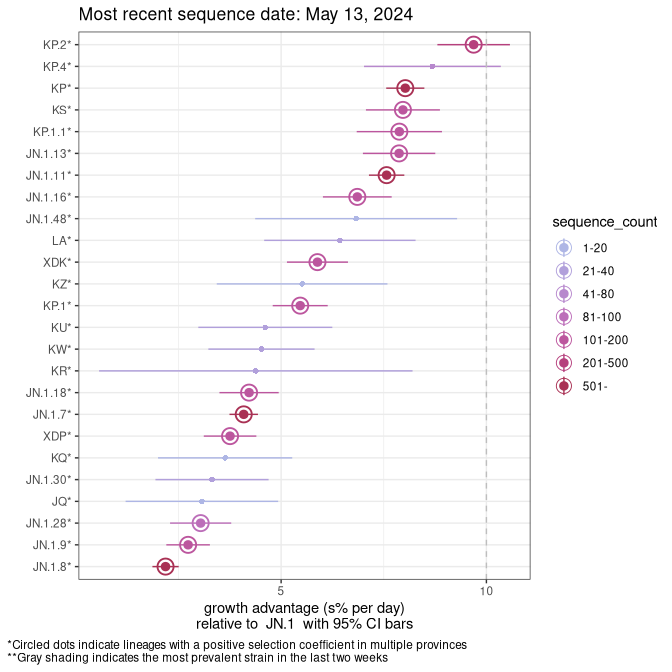 Most recent sequence date: May 13, 2024
KP.2*
KP.4*
KP*
KS*
KP.1.1*
JN.1.13*
JN.1.11*
JN.1.16*
JN.1.48*
LA*
XDK*
KZ*
KP.1*
KU*
KW*
KR*
JN.1.18*
JN.1.7*
XDP*
KQ*
JN.1.30*
JQ*
JN.1.28*
JN.1.9*
JN.1.8*
5
10
growth advantage (s% per day)
relative to JN.1 with 95% CI bars
sequence_count
1-20
21-40
41-80
81-100
101-200
201-500
501-
*Circled dots indicate lineages with a positive selection coefficient in multiple provinces
**Gray shading indicates the most prevalent strain in the last two weeks